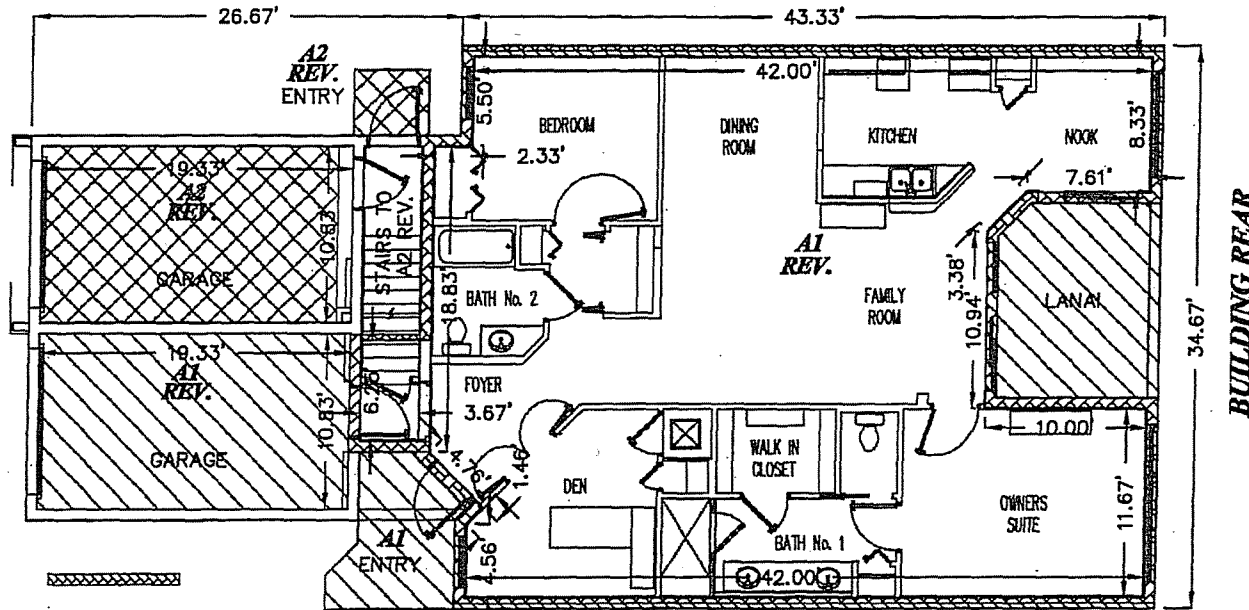 26.67'
43.33'
A2
REV.
ENTRY
42.00'
5.50'
BEDROOM
DINING
ROOM
KITCHEN
NOOK
8.33'
2.33'
7.61'
19.33'
A2
REV.
10.83'
GARAGE
STAIRS TO
A2 REV.
18.83'
BATH No. 2
A1
REV.
FAMILY
ROOM
3.38'
10.94'
LANAI
34.67'
BUILDING REAR
19.33'
A1
REV.
10.83'
GARAGE
6.25
FOYER
3.67'
4.76'
1.46'
DEN
WALK IN
CLOSET
10.00'
OWNERS
SUITE
11.67'
A1
ENTRY
4.56
BATH No. 1
42.00'